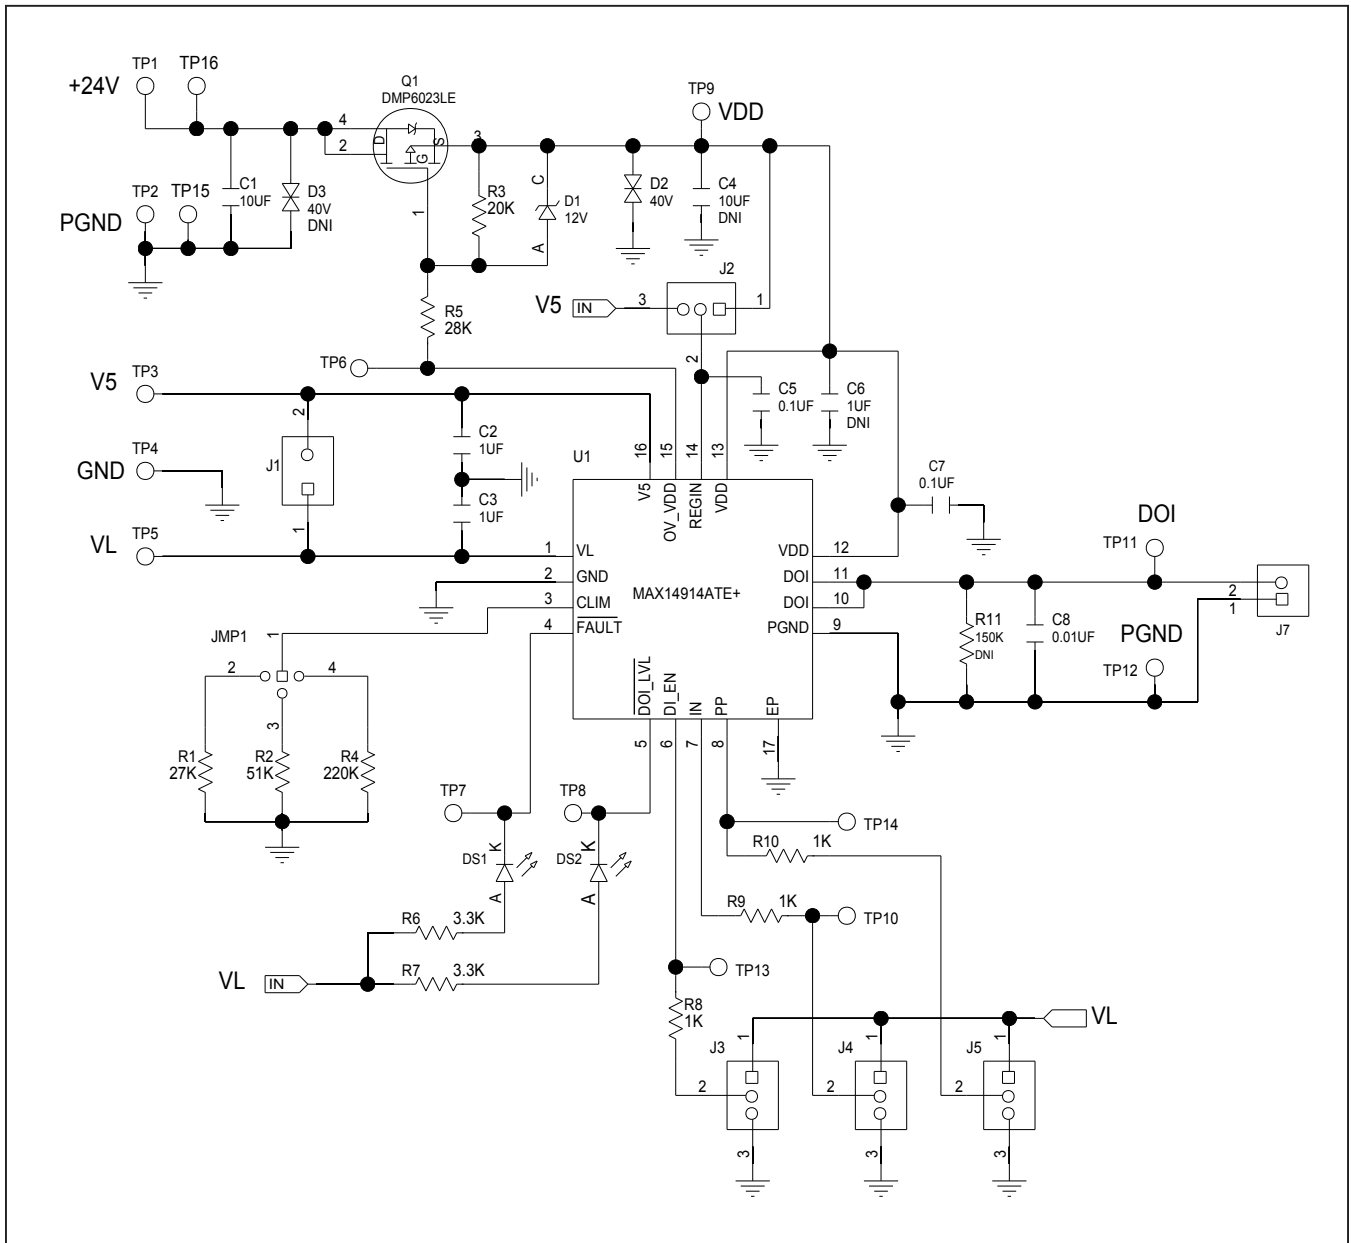 TP1
TP16
+24V
Q1
DMP6023LE
4
2
D
G
S
3
1
TP9
VDD
C1
10UF
D3
40V
DNI
TP2
TP15
PGND
R3
20K
C
D1
12V
A
D2
40V
C4
10UF
DNI
J2
V5
IN
3
1
2
R5
28K
TP6
V5
TP3
2
C2
1UF
J1
TP4
GND
C3
1UF
1
VL
TP5
C5
0.1UF
C6
1UF
DNI
C7
0.1UF
U1
16
15
14
13
V5
OV_VDD
REGIN
VDD
1
VL
2
GND
3
CLIM
4
FAULT
MAX14914ATE+
VDD
12
DOI
11
DOI
10
PGND
9
DOI_LVL
DI_EN
IN
PP
EP
5
6
7
8
17
DOI
TP11
R11
150K
DNI
C8
0.01UF
PGND
TP12
2
1
J7
JMP1
1
2
4
3
R1
27K
R2
51K
R4
220K
TP7
TP8
K
DS1
A
K
DS2
A
R6
3.3K
R7
3.3K
VL
IN
TP14
R10
1K
R9
1K
TP10
TP13
R8
1K
VL
J3
1
2
3
J4
1
2
3
J5
1
2
3